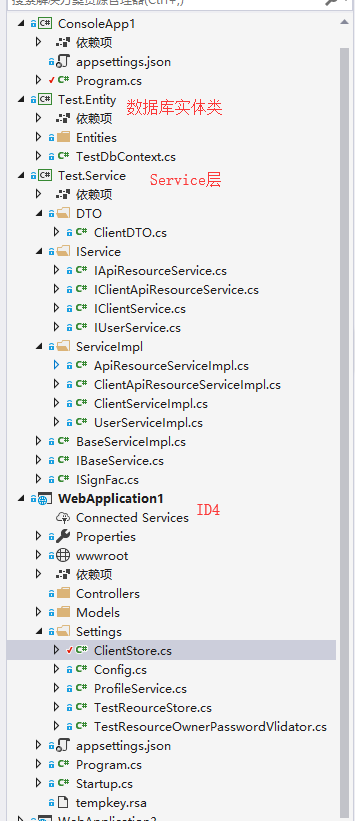 搜索解决方案资源管理器(Ctrl+;)
ConsoleApp1
依赖项
appsettings.json
Program.cs
Test.Entity
数据库实体类
依赖项
Entities
TestDbContext.cs
Test.Service
Service层
依赖项
DTO
ClientDTO.cs
IService
IApiResourceService.cs
IClientApiResourceService.cs
IClientService.cs
IUserService.cs
ServiceImpl
ApiResourceServiceImpl.cs
ClientApiResourceServiceImpl.cs
ClientServiceImpl.cs
UserServiceImpl.cs
BaseServiceImpl.cs
IBaseService.cs
ISignFac.cs
WebApplication1
ID4
Connected Services
Properties
wwwroot
依赖项
Controllers
Models
Settings
ClientStore.cs
Config.cs
ProfileService.cs
TestReourceStore.cs
TestResourceOwnerPasswordVlidator.cs
appsettings.json
Program.cs
Startup.cs
tempkey.rsa